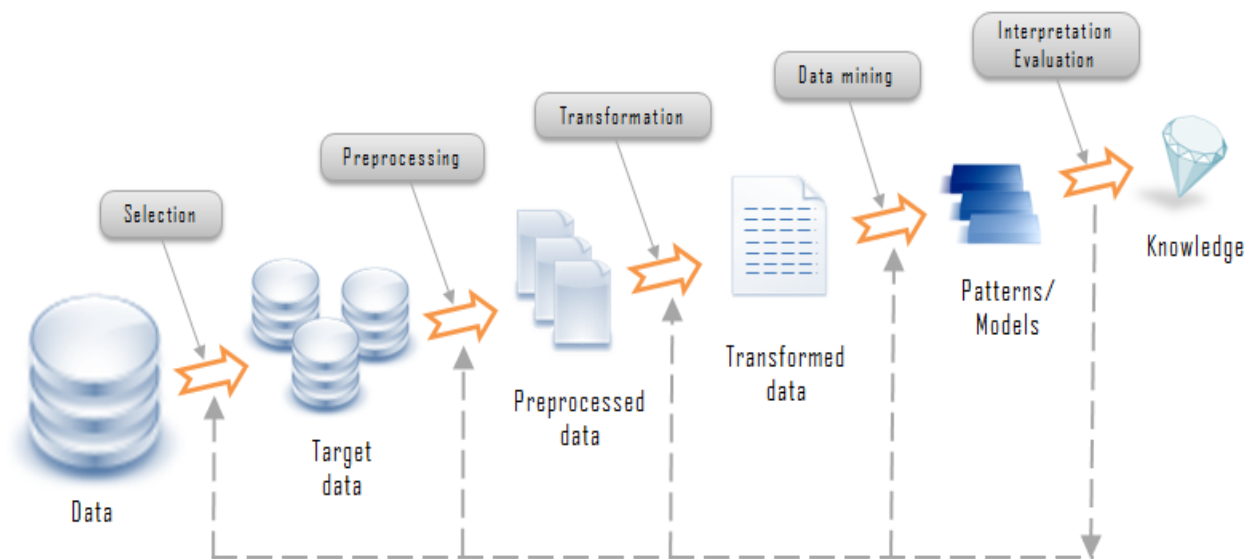 Interpretation
Evaluation
Data mining
Transformation
Preprocessing
Selection
Knowledge
Patterns/
Models
Transformed
data
Preprocessed
data
Target
data
Data